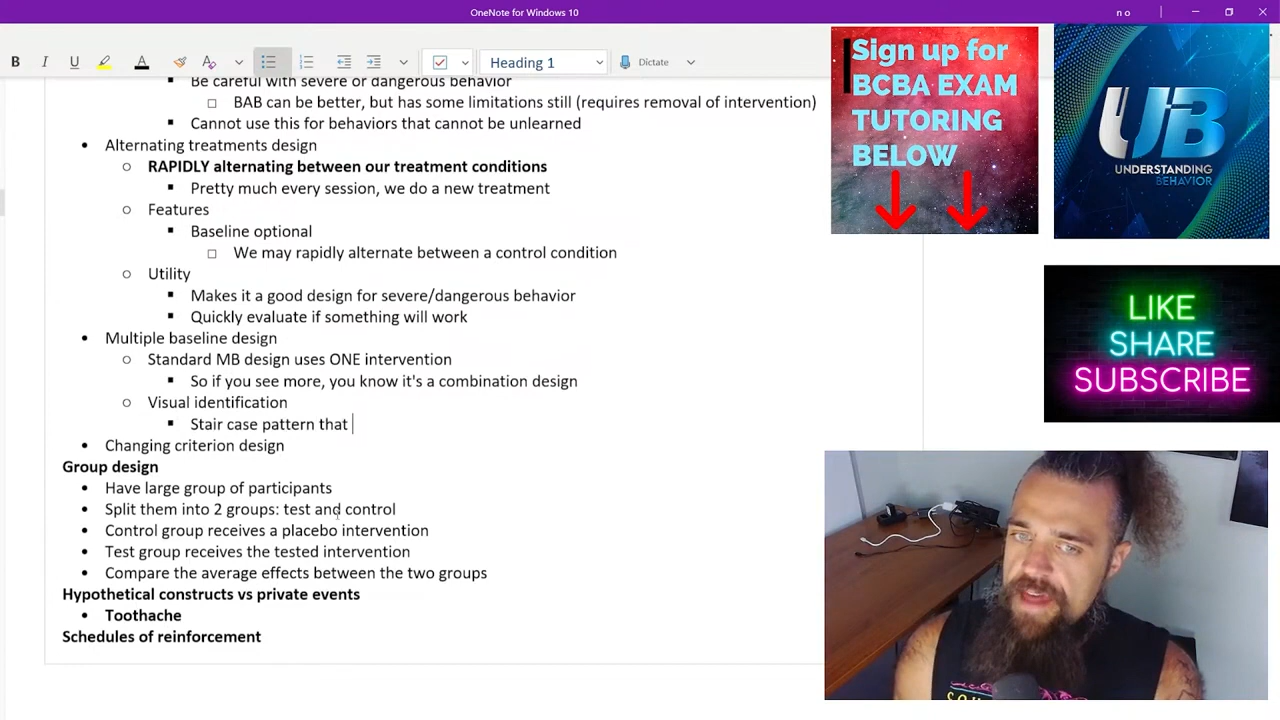 OneNote for Windows 10
n o
B I U A A Heading 1 Dictate
Be careful with severe or dangerous behavior
BAB can be better, but has some limitations still (requires removal of intervention)
Cannot use this for behaviors that cannot be unlearned
Alternating treatments design
RAPIDLY alternating between our treatment conditions
Pretty much every session, we do a new treatment
Features
Baseline optional
We may rapidly alternate between a control condition
Utility
Makes it a good design for severe/dangerous behavior
Quickly evaluate if something will work
Multiple baseline design
Standard MB design uses ONE intervention
So if you see more, you know it's a combination design
Visual identification
Stair case pattern that
Changing criterion design
Group design
Have large group of participants
Split them into 2 groups: test and control
Control group receives a placebo intervention
Test group receives the tested intervention
Compare the average effects between the two groups
Hypothetical constructs vs private events
Toothache
Schedules of reinforcement
Sign up for
BCBA EXAM
TUTORING
BELOW
UB
UNDERSTANDING
BEHAVIOR
LIKE
SHARE
SUBSCRIBE